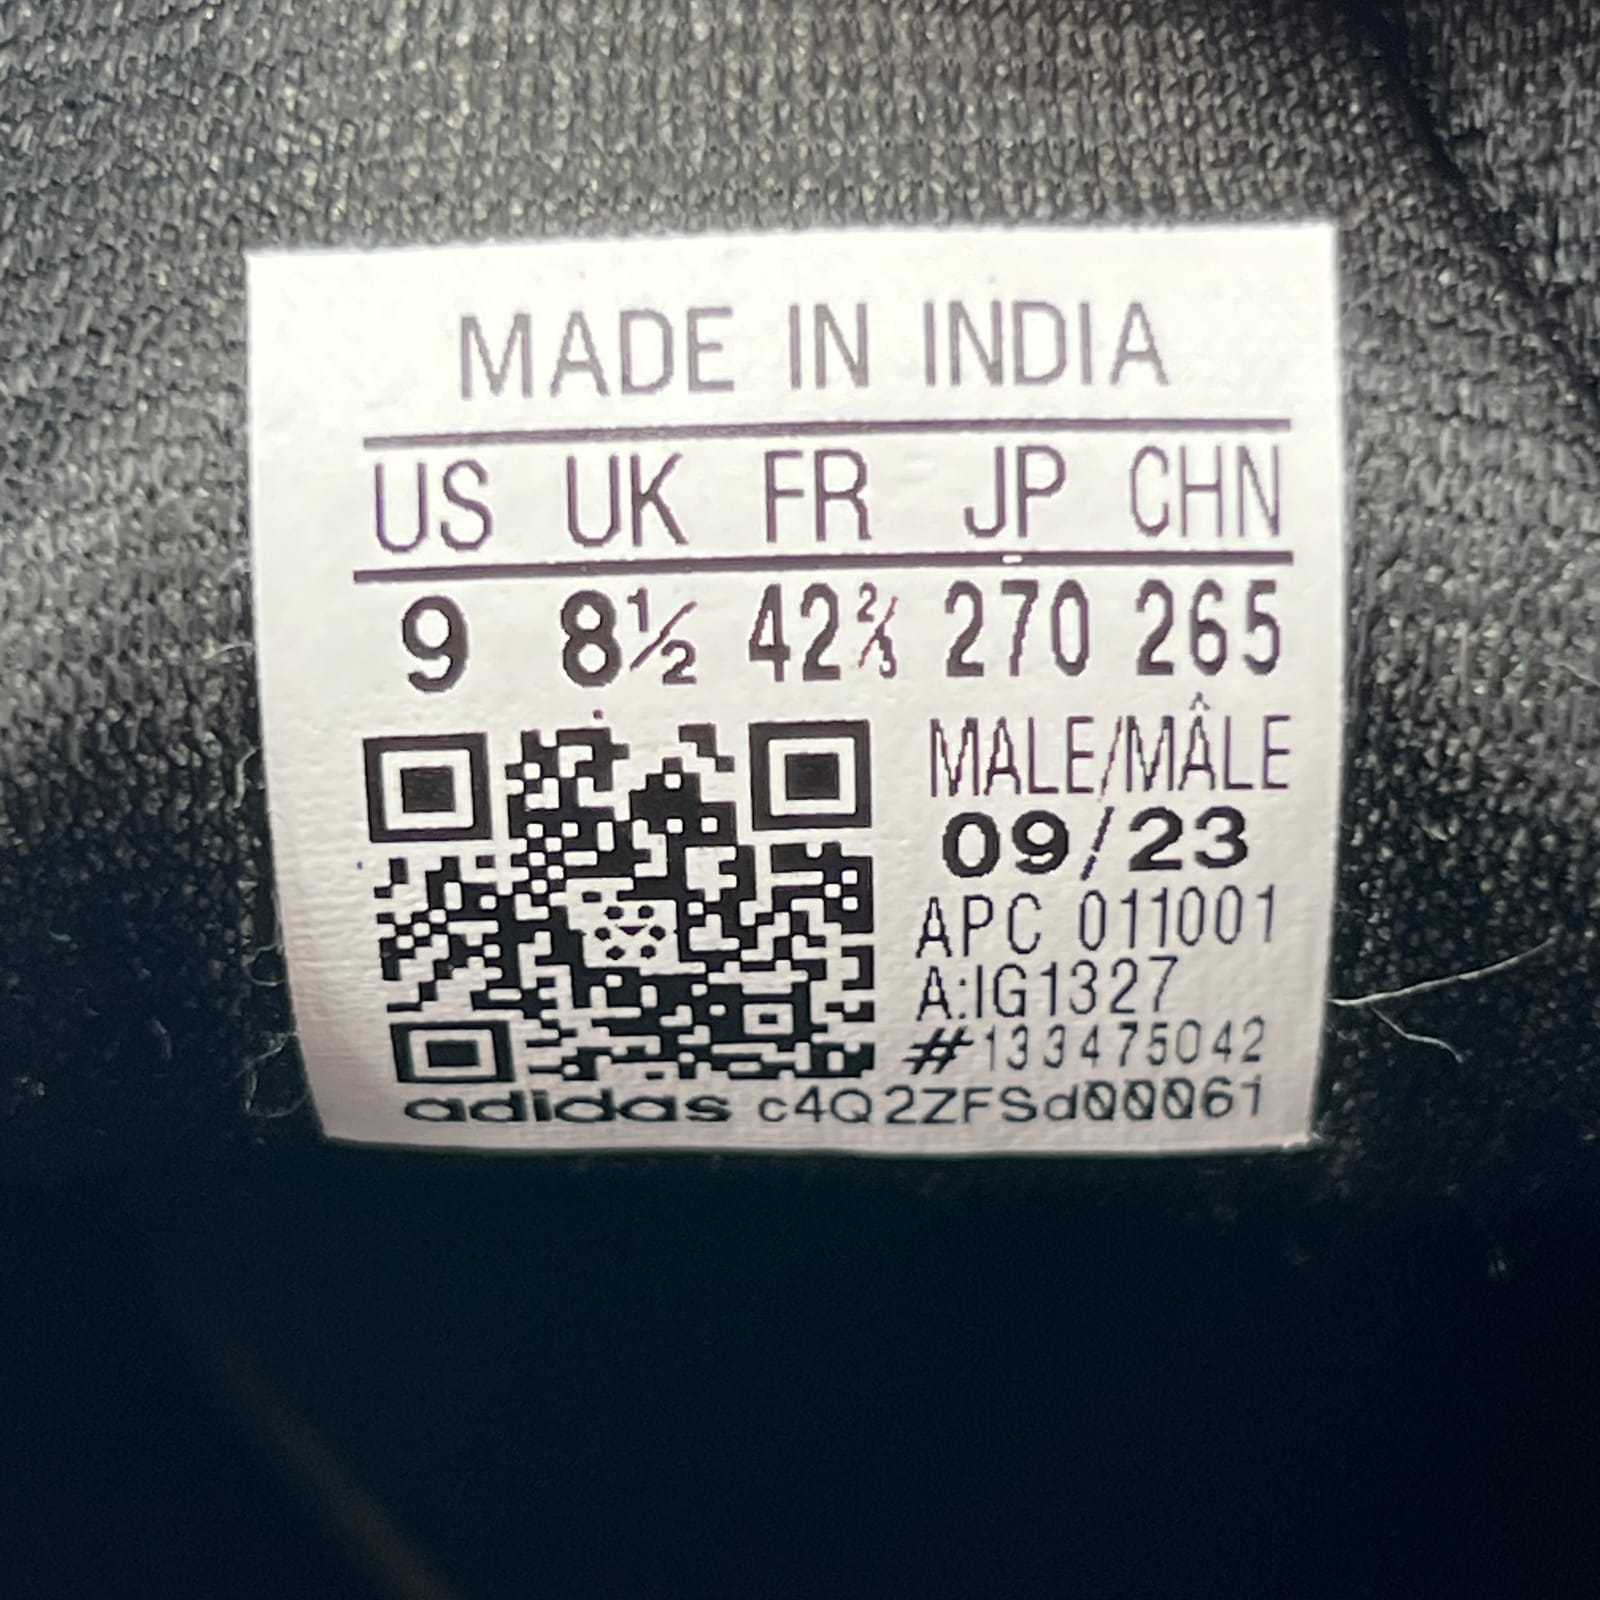 MADE IN INDIA
US UK FR JP CHN
9 8½ 42⅔ 270 265
MALE/MÂLE
09/23
APC 011001
A:IG1327
#133475042
adidas c4Q2ZFSd00061